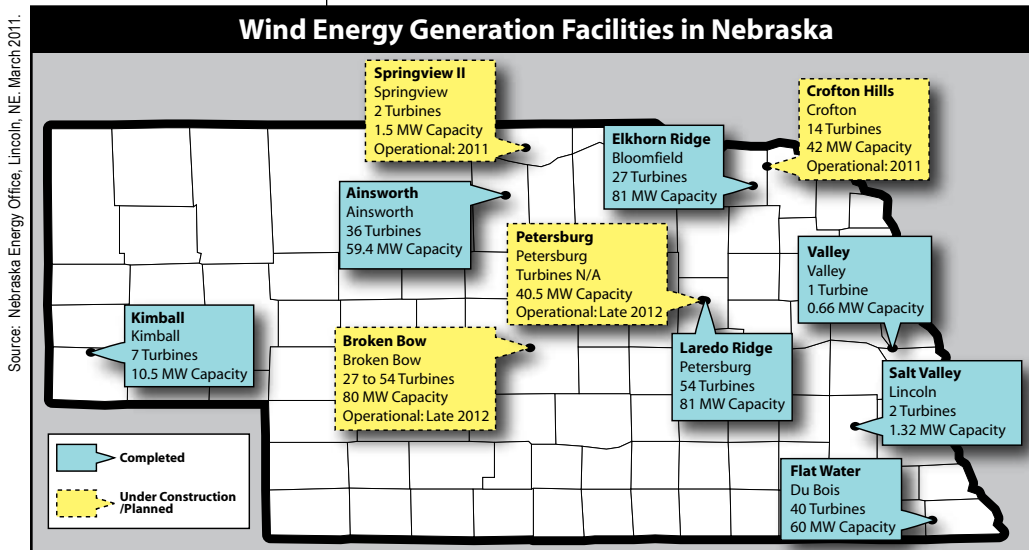 Source: Nebraska Energy Office, Lincoln, NE. March 2011.
Wind Energy Generation Facilities in Nebraska
Springview II
Springview
2 Turbines
1.5 MW Capacity
Operational: 2011
Crofton Hills
Crofton
14 Turbines
42 MW Capacity
Operational: 2011
Elkhorn Ridge
Bloomfield
27 Turbines
81 MW Capacity
Ainsworth
Ainsworth
36 Turbines
59.4 MW Capacity
Petersburg
Petersburg
Turbines N/A
40.5 MW Capacity
Operational: Late 2012
Valley
Valley
1 Turbine
0.66 MW Capacity
Kimball
Kimball
7 Turbines
10.5 MW Capacity
Broken Bow
Broken Bow
27 to 54 Turbines
80 MW Capacity
Operational: Late 2012
Laredo Ridge
Petersburg
54 Turbines
81 MW Capacity
Salt Valley
Lincoln
2 Turbines
1.32 MW Capacity
Flat Water
Du Bois
40 Turbines
60 MW Capacity
Completed
Under Construction
/Planned